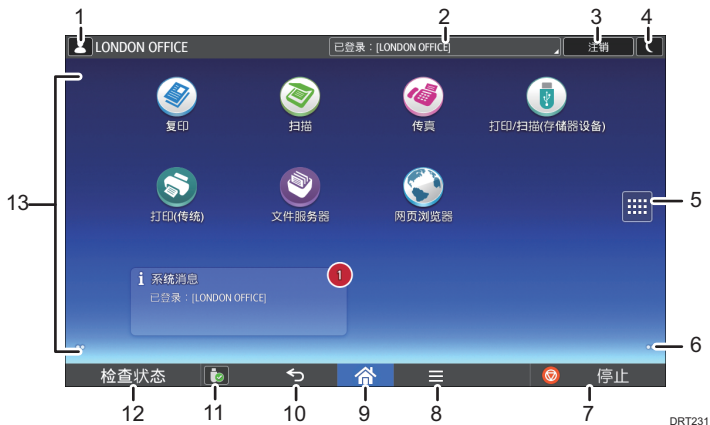 1
2
3
4
LONDON OFFICE
已登录：[LONDON OFFICE]
注销
复印
扫描
传真
打印/扫描(存储器设备)
13
5
打印(传统)
文件服务器
网页浏览器
i 系统消息
1
已登录：[LONDON OFFICE]
6
检查状态
停止
12
11
10
9
8
7
DRT231